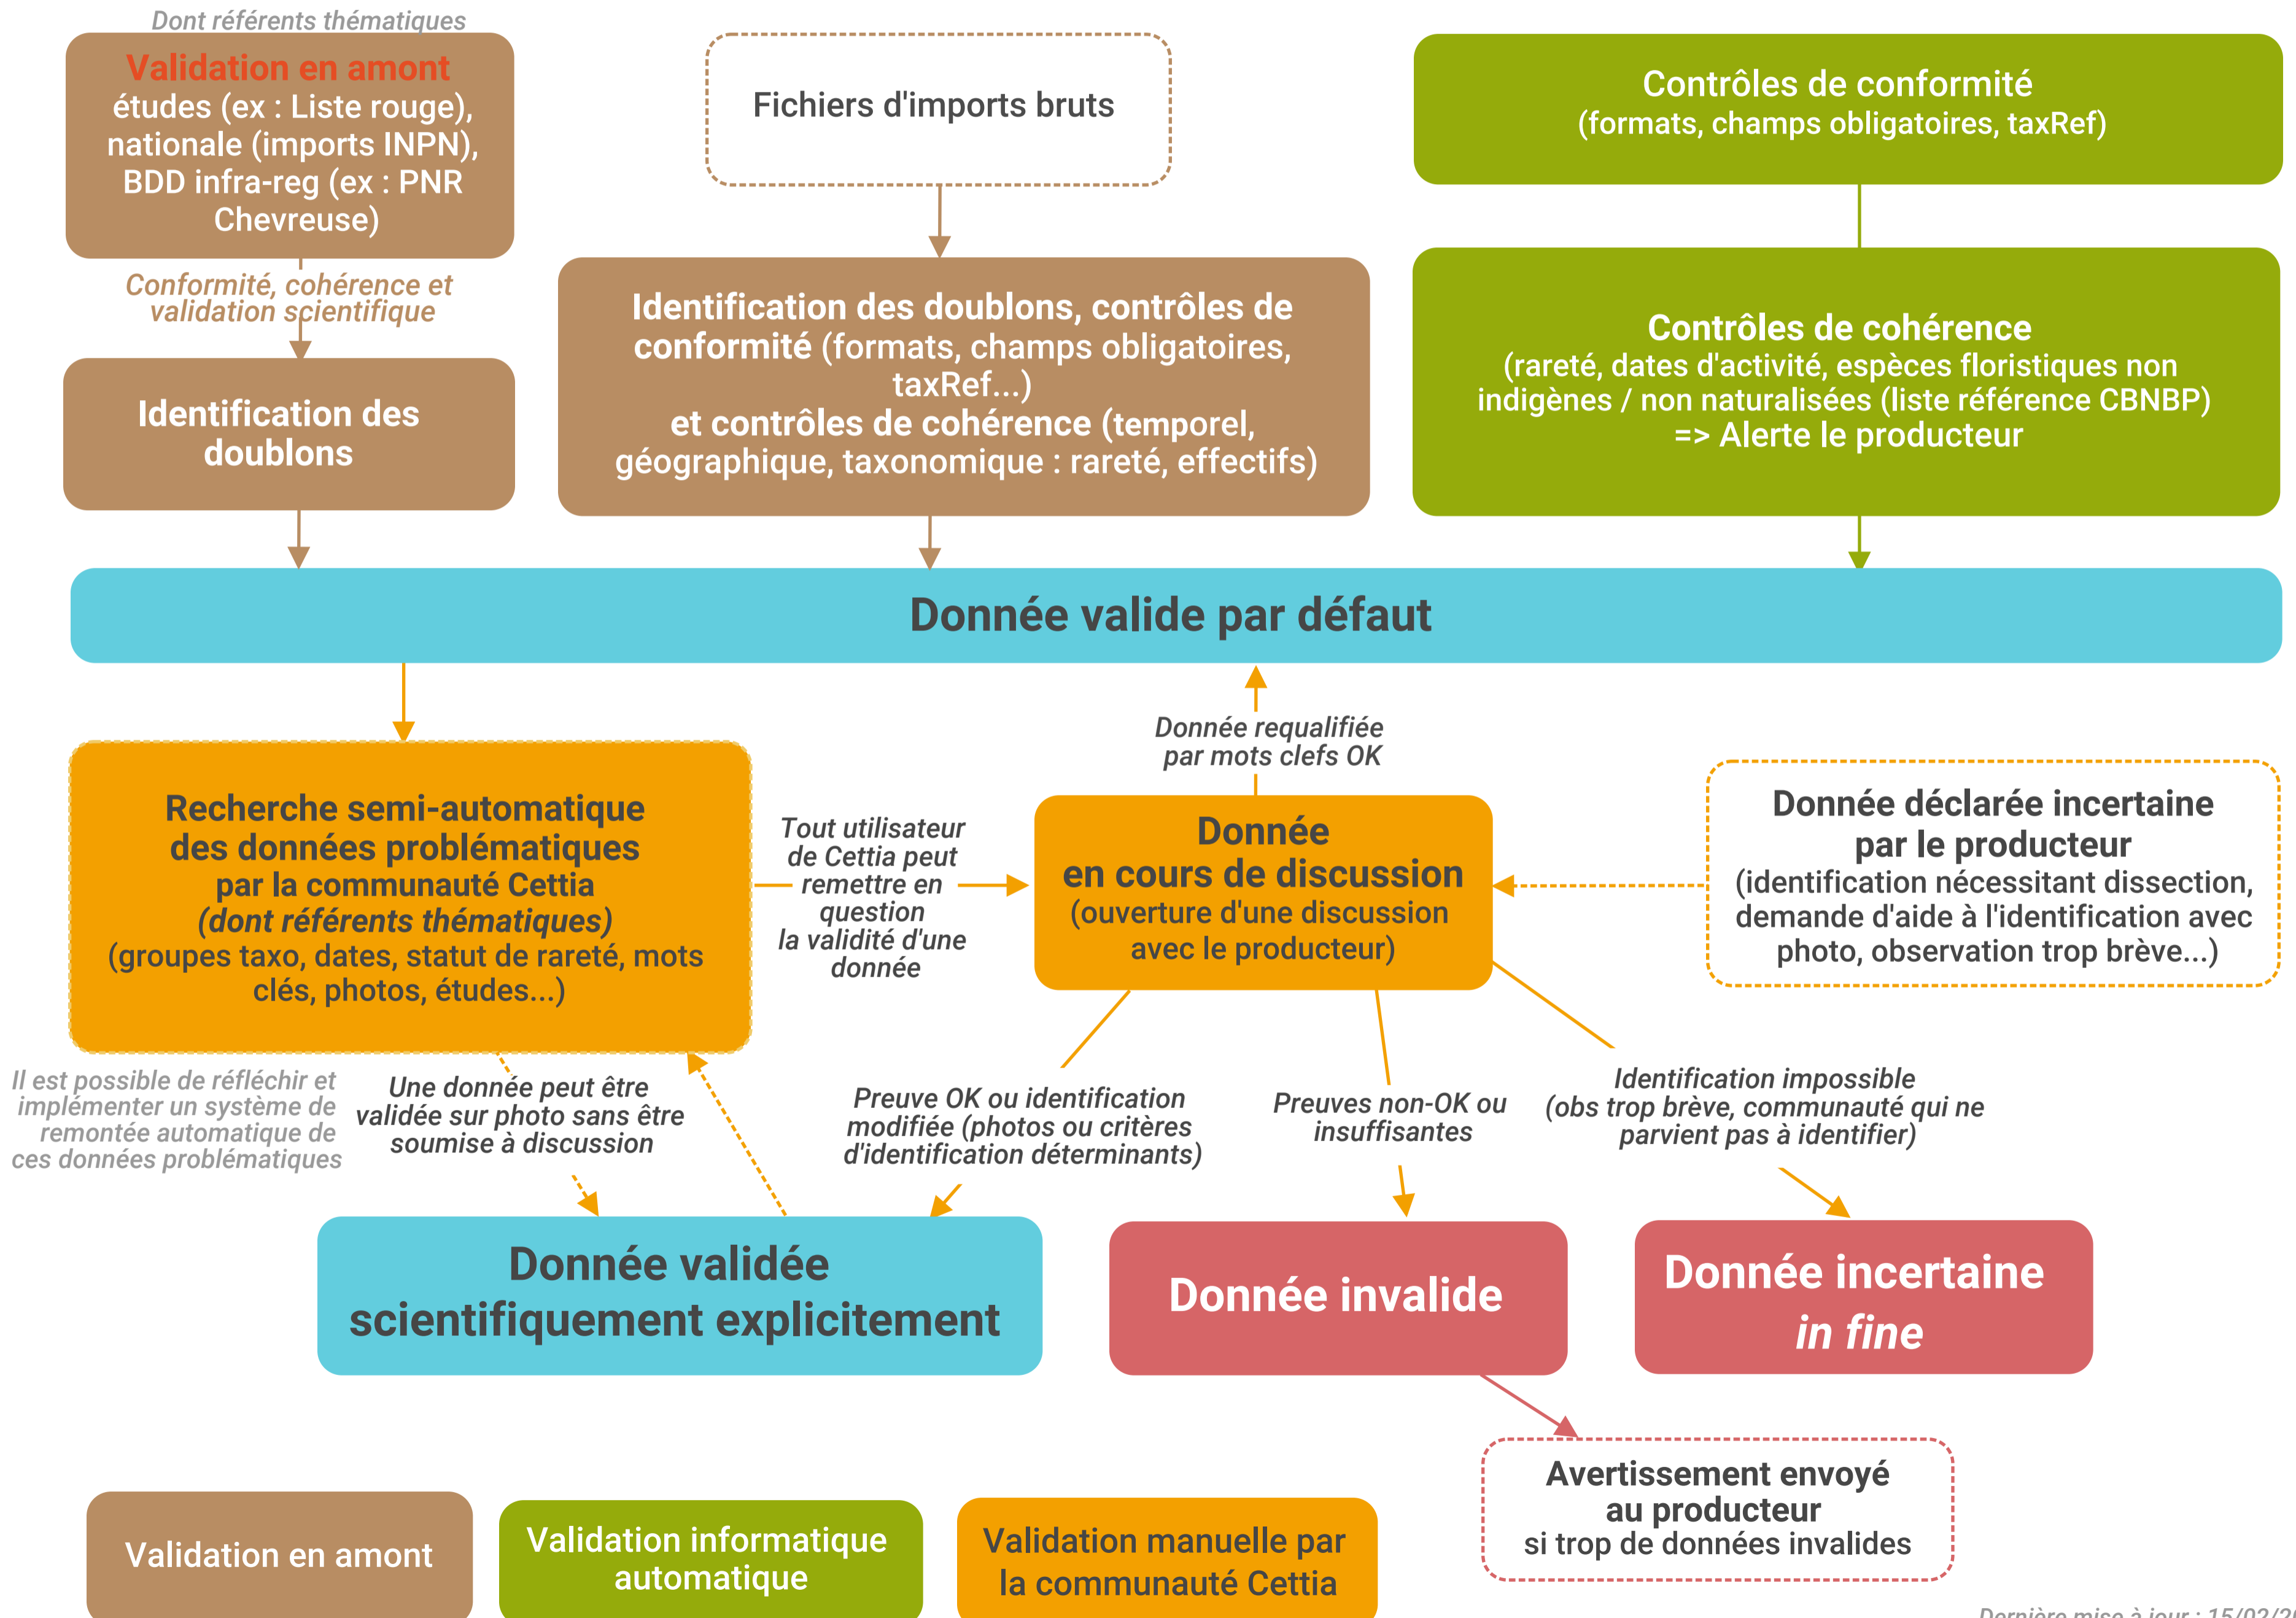 Dont référents thématiques
Validation en amont
études (ex : Liste rouge),
nationale (imports INPN),
BDD infra-reg (ex : PNR
Chevreuse)
Conformité, cohérence et
validation scientifique
Identification des
doublons
Fichiers d'imports bruts
Identification des doublons, contrôles de
conformité (formats, champs obligatoires,
taxRef...)
et contrôles de cohérence (temporel,
géographique, taxonomique : rareté, effectifs)
Contrôles de conformité
(formats, champs obligatoires, taxRef)
Contrôles de cohérence
(rareté, dates d'activité, espèces floristiques non
indigènes / non naturalisées (liste référence CBNBP)
=> Alerte le producteur
Donnée valide par défaut
Recherche semi-automatique
des données problématiques
par la communauté Cettia
(dont référents thématiques)
(groupes taxo, dates, statut de rareté, mots
clés, photos, études...)
Tout utilisateur
de Cettia peut
remettre en
question
la validité d'une
donnée
Donnée requalifiée
par mots clefs OK
Donnée
en cours de discussion
(ouverture d'une discussion
avec le producteur)
Donnée déclarée incertaine
par le producteur
(identification nécessitant dissection,
demande d'aide à l'identification avec
photo, observation trop brève...)
Il est possible de réfléchir et
implémenter un système de
remontée automatique de
ces données problématiques
Une donnée peut être
validée sur photo sans être
soumise à discussion
Preuve OK ou identification
modifiée (photos ou critères
d'identification déterminants)
Preuves non-OK ou
insuffisantes
Identification impossible
(obs trop brève, communauté qui ne
parvient pas à identifier)
Donnée validée
scientifiquement explicitement
Donnée invalide
Donnée incertaine
in fine
Avertissement envoyé
au producteur
si trop de données invalides
Validation en amont
Validation informatique
automatique
Validation manuelle par
la communauté Cettia
Dernière mise à jour :